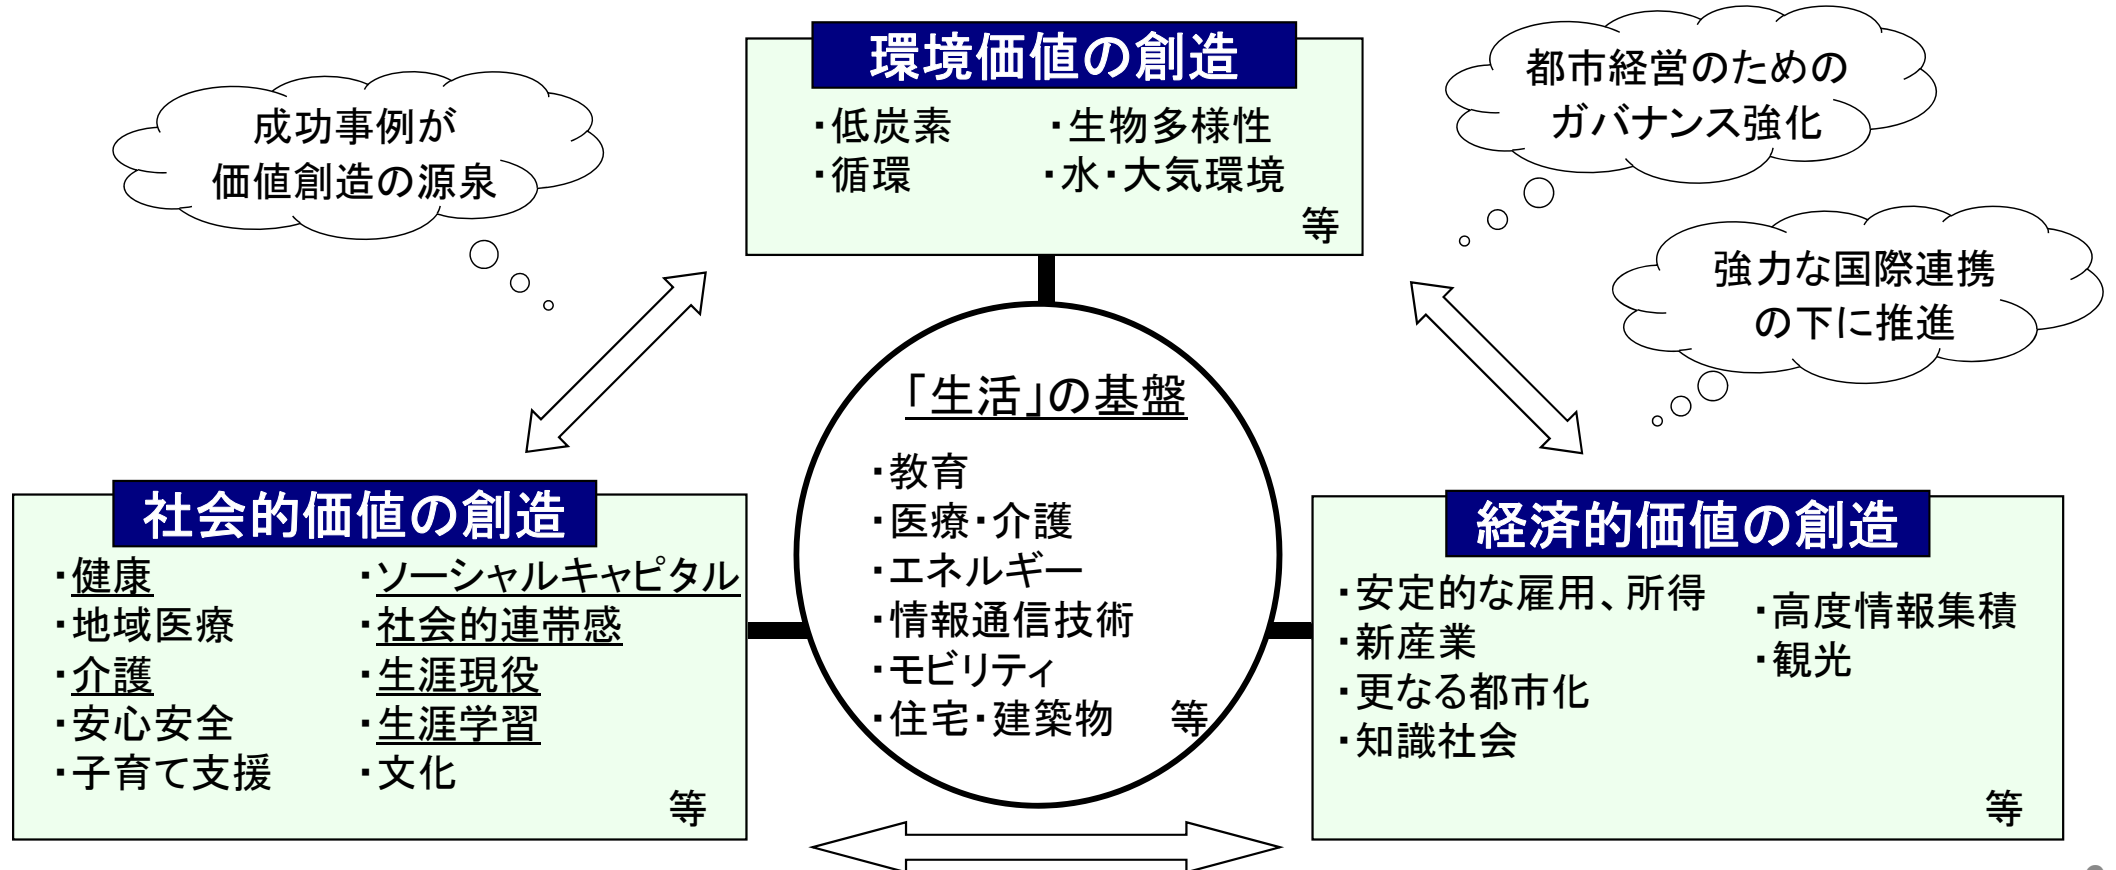 環境価値の創造
・低炭素 ・生物多様性
・循環 ・水・大気環境
等
成功事例が
価値創造の源泉
都市経営のための
ガバナンス強化
強力な国際連携
の下に推進
「生活」の基盤
・教育
・医療・介護
・エネルギー
・情報通信技術
・モビリティ
・住宅・建築物 等
社会的価値の創造
・健康
・地域医療
・介護
・安心安全
・子育て支援
・ソーシャルキャピタル
・社会的連帯感
・生涯現役
・生涯学習
・文化
等
経済的価値の創造
・安定的な雇用、所得
・新産業
・更なる都市化
・知識社会
・高度情報集積
・観光
等